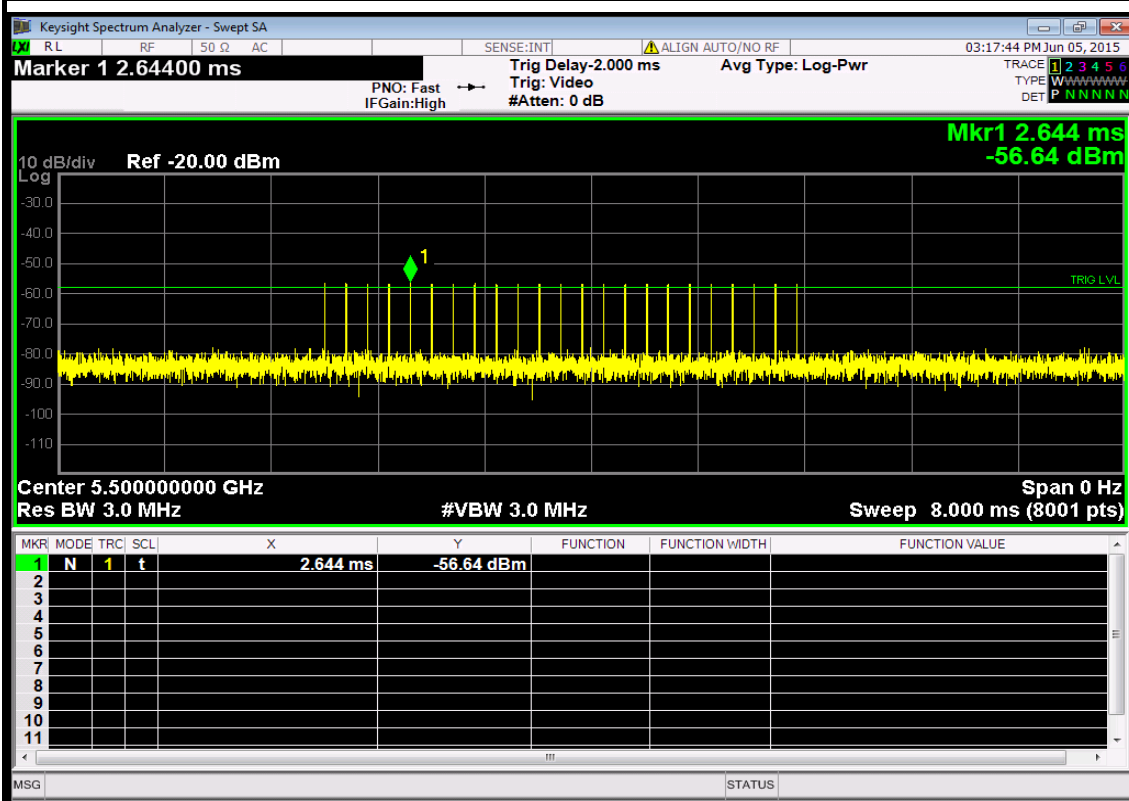 Keysight Spectrum Analyzer - Swept SA
LXI RL RF 50 Ω AC SENSE:INT ALIGN AUTO/NO RF 03:17:44 PM Jun 05, 2015
Marker 1 2.64400 ms
PNO: Fast
IFGain:High
Trig Delay-2.000 ms
Trig: Video
#Atten: 0 dB
Avg Type: Log-Pwr
TRACE 1 2 3 4 5 6
TYPE WWWWWW
DET P N N N N N
Mkr1 2.644 ms
-56.64 dBm
10 dB/div Ref -20.00 dBm
Log
-30.0
-40.0
1
-50.0
TRIG LVL
-60.0
-70.0
-80.0
-90.0
-100
-110
Center 5.500000000 GHz Span 0 Hz
Res BW 3.0 MHz #VBW 3.0 MHz Sweep 8.000 ms (8001 pts)
MKR MODE TRC SCL X Y FUNCTION FUNCTION WIDTH FUNCTION VALUE
1 N 1 t 2.644 ms -56.64 dBm
2
3
4
5
6
7
8
9
10
11
MSG STATUS